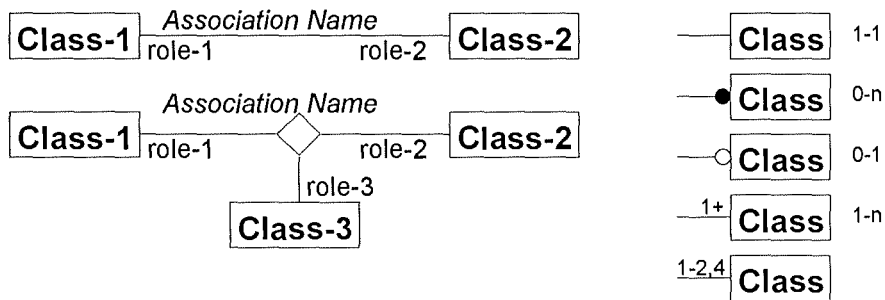 Association Name
Class-1 Class-2
role-1 role-2
Association Name
Class-1 Class-2
role-1 role-2
role-3
Class-3
Class 1-1
Class 0-n
Class 0-1
1+ Class 1-n
1-2,4 Class